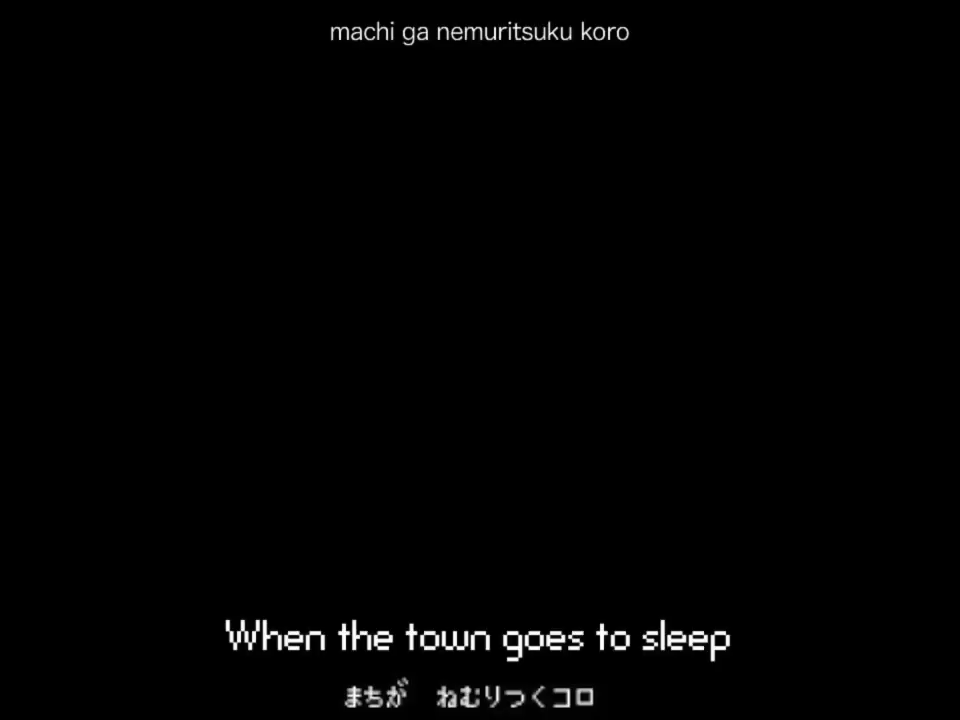 machi ga nemuritsuku koro
When the town goes to sleep
まちが　ねむりつくコロ